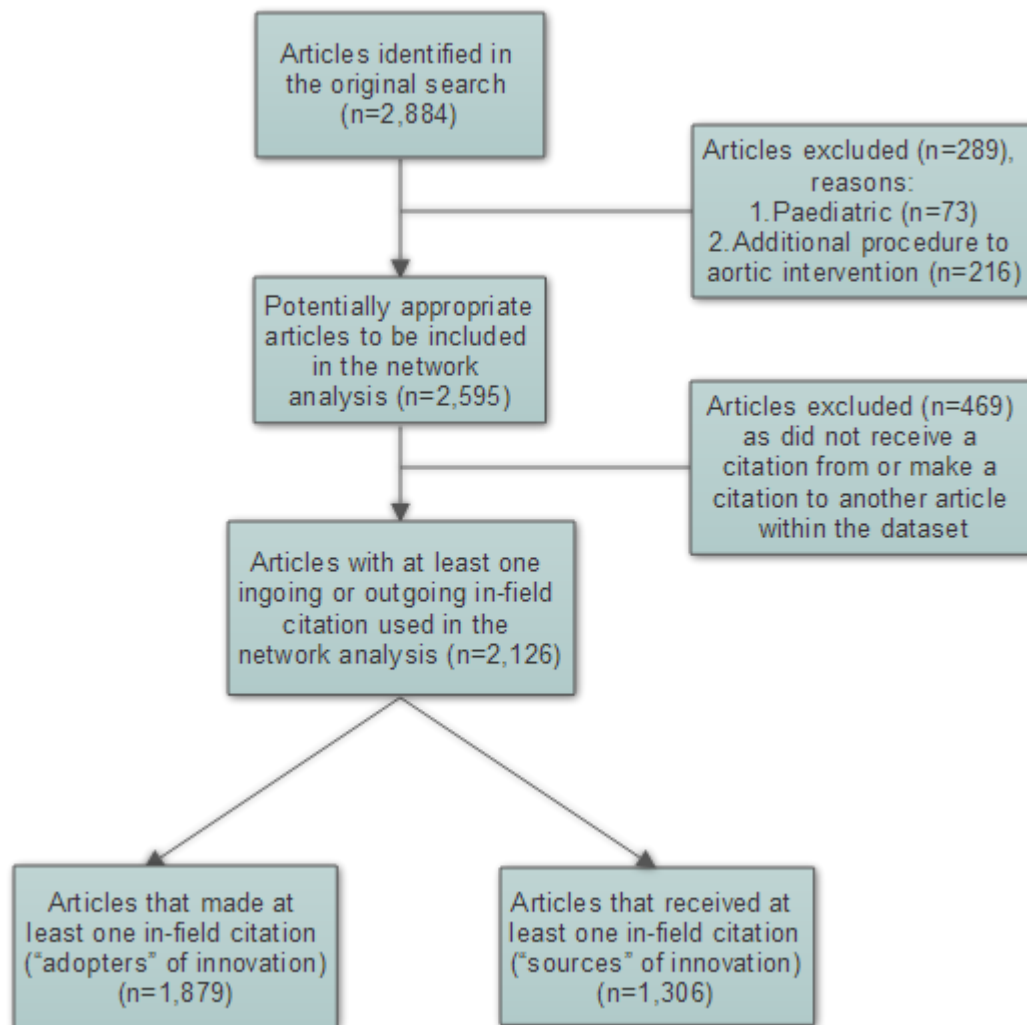 Articles identified in
the original search
(n=2,884)
Articles excluded (n=289),
reasons:
1.Paediatric (n=73)
2.Additional procedure to
aortic intervention (n=216)
Potentially appropriate
articles to be included
in the network
analysis (n=2,595)
Articles excluded (n=469)
as did not receive a
citation from or make a
citation to another article
within the dataset
Articles with at least one
ingoing or outgoing in-field
citation used in the
network analysis (n=2,126)
Articles that made at
least one in-field citation
(“adopters” of innovation)
(n=1,879)
Articles that received at
least one in-field citation
(“sources” of innovation)
(n=1,306)